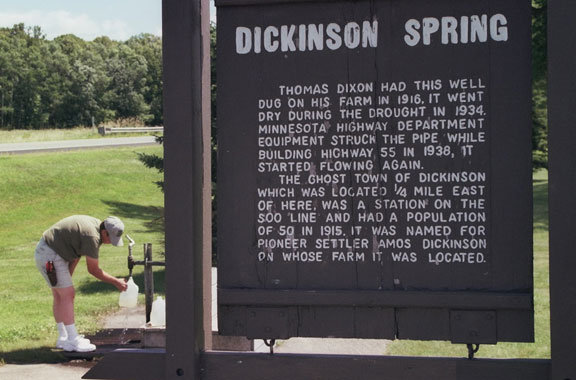 DICKINSON SPRING
THOMAS DIXON HAD THIS WELL
DUG ON HIS FARM IN 1916. IT WENT
DRY DURING THE DROUGHT IN 1934.
MINNESOTA HIGHWAY DEPARTMENT
EQUIPMENT STRUCK THE PIPE WHILE
BUILDING HIGHWAY 55 IN 1938, IT
STARTED FLOWING AGAIN.
THE GHOST TOWN OF DICKINSON
WHICH WAS LOCATED ¼ MILE EAST
OF HERE, WAS A STATION ON THE
SOO LINE AND HAD A POPULATION
OF 50 IN 1915. IT WAS NAMED FOR
PIONEER SETTLER AMOS DICKINSON
ON WHOSE FARM IT WAS LOCATED.